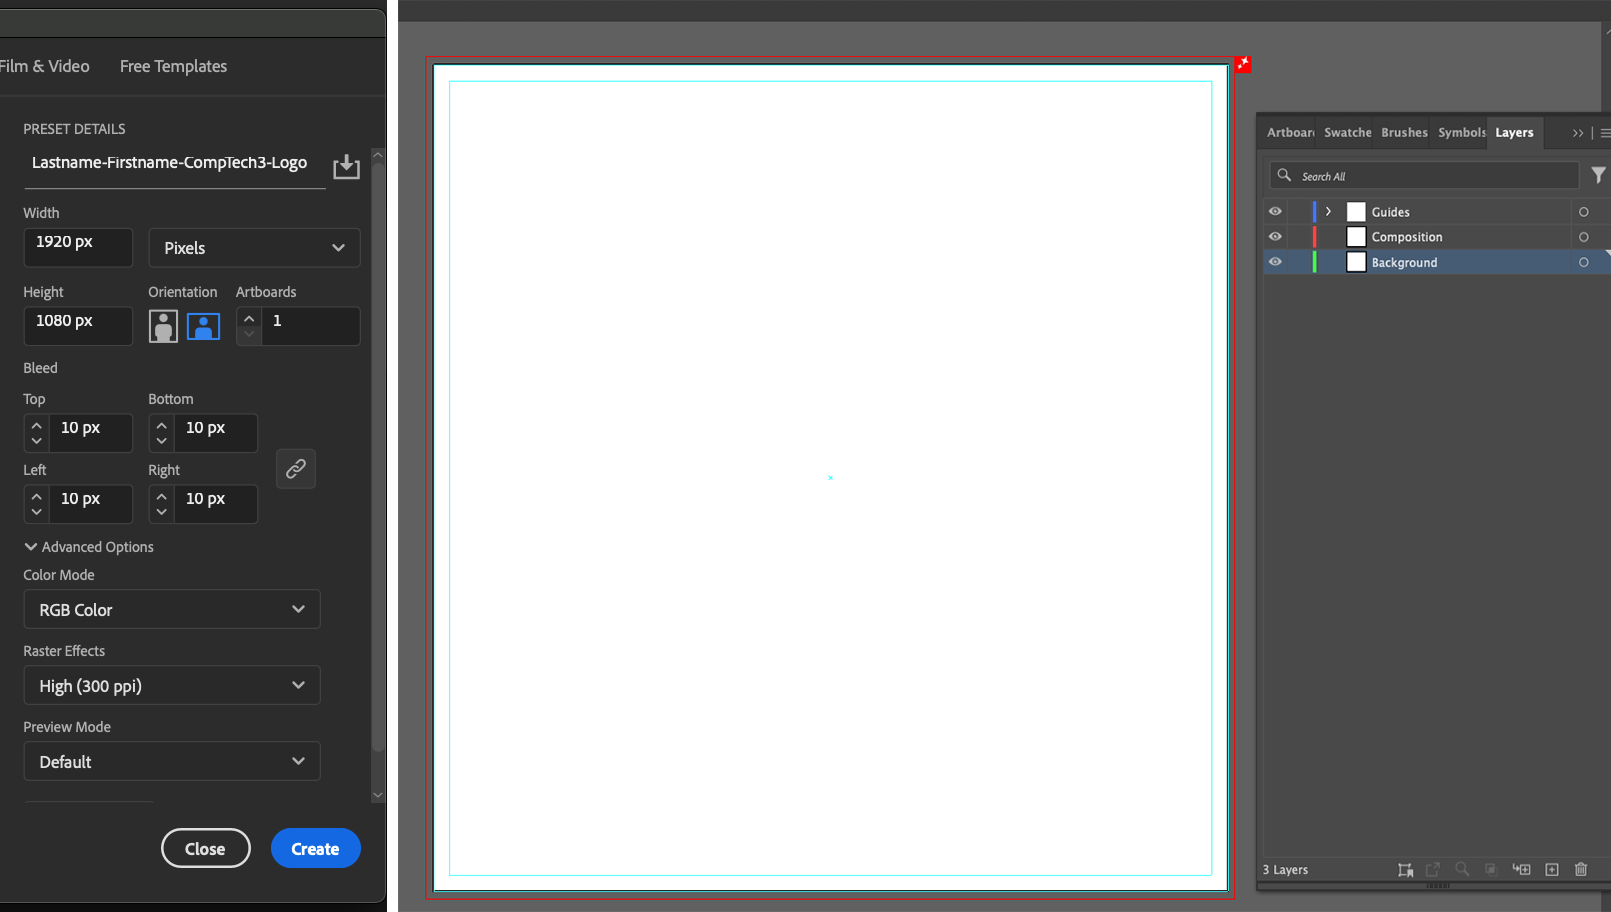 Film & Video Free Templates
PRESET DETAILS
Lastname-Firstname-CompTech3-Logo
Width
1920 px Pixels
Height Orientation Artboards
1080 px 1
Bleed
Top Bottom
10 px 10 px
Left Right
10 px 10 px
Advanced Options
Color Mode
RGB Color
Raster Effects
High (300 ppi)
Preview Mode
Default
Close Create
Artboar Swatche Brushes Symbols Layers
Search All
Guides
Composition
Background
3 Layers